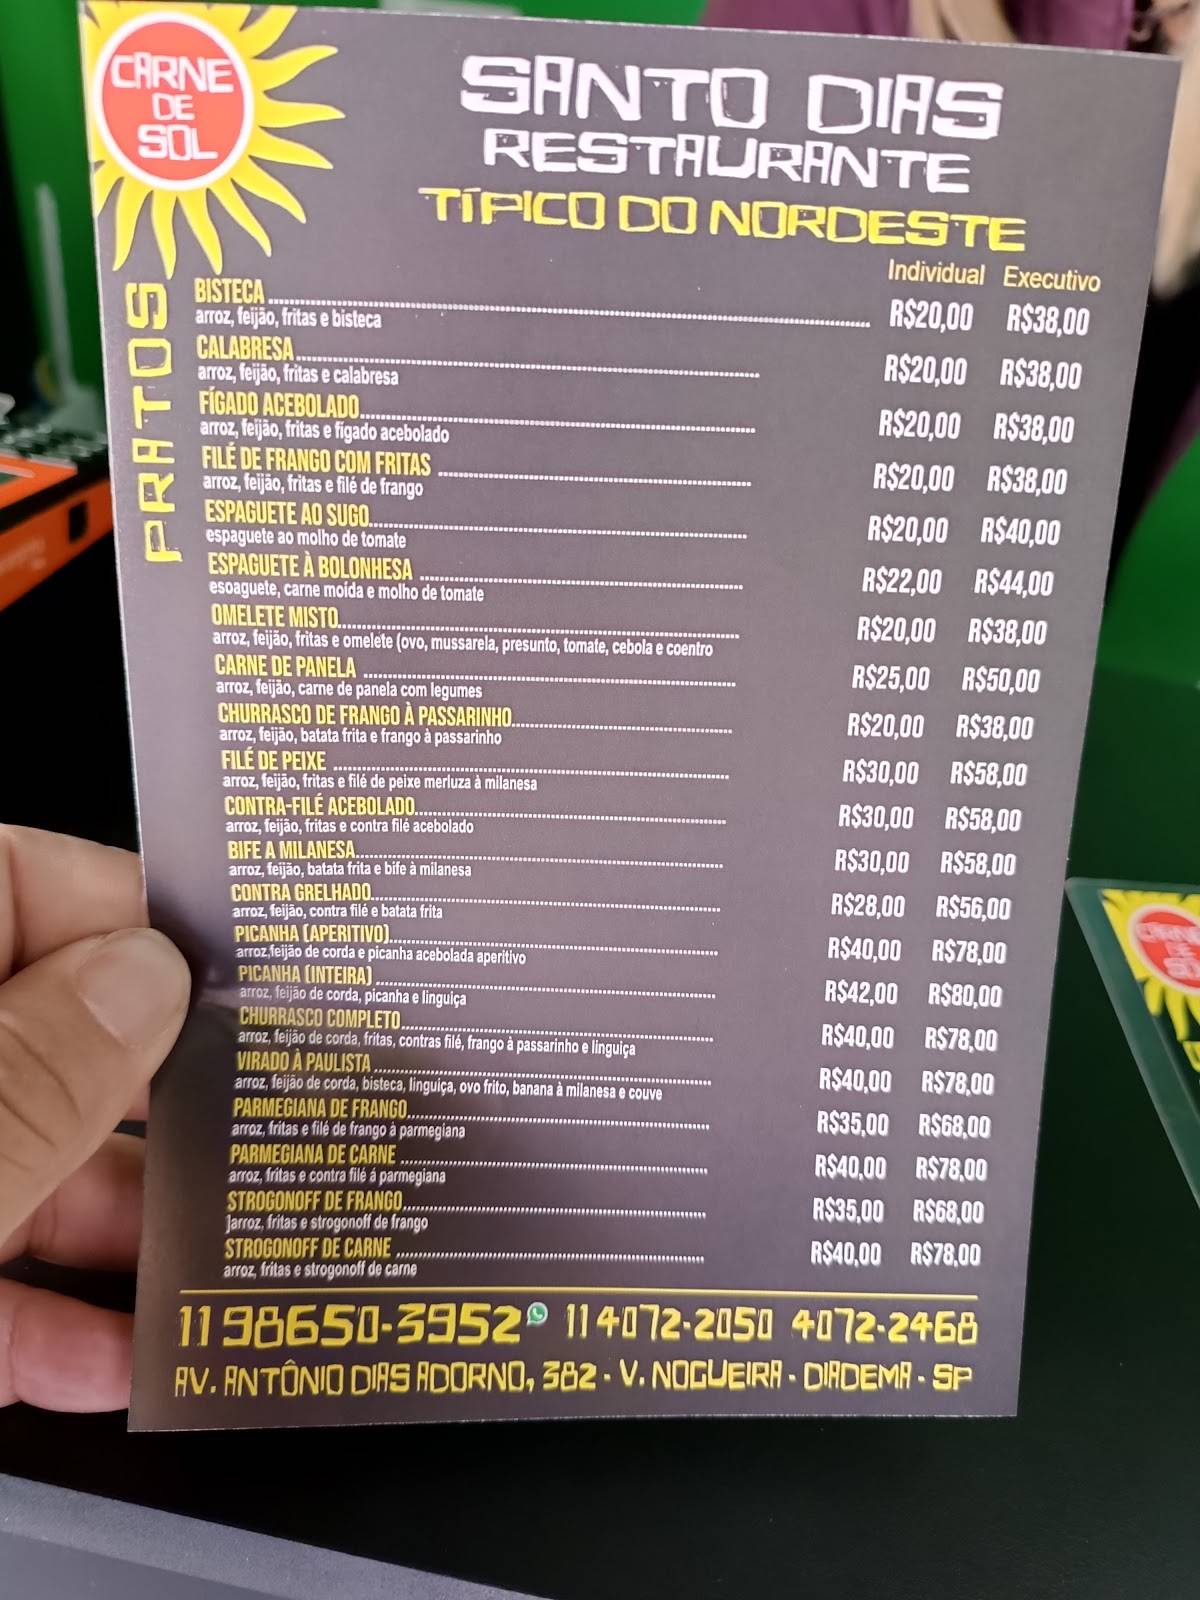 CARNE
DE
SOL
SANTO DIAS
RESTAURANTE
TÍPICO DO NORDESTE
Individual Executivo
PRATOS
BISTECA R$20,00 R$38,00
arroz, feijão, fritas e bisteca
CALABRESA R$20,00 R$38,00
arroz, feijão, fritas e calabresa
FÍGADO ACEBOLADO R$20,00 R$38,00
arroz, feijão, fritas e fígado acebolado
FILÉ DE FRANGO COM FRITAS R$20,00 R$38,00
arroz, feijão, fritas e filé de frango
ESPAGUETE AO SUGO R$20,00 R$40,00
espaguete ao molho de tomate
ESPAGUETE À BOLONHESA R$22,00 R$44,00
esoaguete, carne moída e molho de tomate
OMELETE MISTO R$20,00 R$38,00
arroz, feijão, fritas e omelete (ovo, mussarela, presunto, tomate, cebola e coentro
CARNE DE PANELA R$25,00 R$50,00
arroz, feijão, carne de panela com legumes
CHURRASCO DE FRANGO À PASSARINHO R$20,00 R$38,00
arroz, feijão, batata frita e frango à passarinho
FILÉ DE PEIXE R$30,00 R$58,00
arroz, feijão, fritas e filé de peixe merluza à milanesa
CONTRA-FILÉ ACEBOLADO R$30,00 R$58,00
arroz, feijão, fritas e contra filé acebolado
BIFE A MILANESA R$30,00 R$58,00
arroz, feijão, batata frita e bife à milanesa
CONTRA GRELHADO R$28,00 R$56,00
arroz, feijão, contra filé e batata frita
PICANHA (APERITIVO) R$40,00 R$78,00
arroz,feijão de corda e picanha acebolada aperitivo
PICANHA (INTEIRA) R$42,00 R$80,00
arroz, feijão de corda, picanha e linguiça
CHURRASCO COMPLETO R$40,00 R$78,00
arroz, feijão de corda, fritas, contras filé, frango à passarinho e linguiça
VIRADO À PAULISTA R$40,00 R$78,00
arroz, feijão de corda, bisteca, linguiça, ovo frito, banana à milanesa e couve
PARMEGIANA DE FRANGO R$35,00 R$68,00
arroz, fritas e filé de frango à parmegiana
PARMEGIANA DE CARNE R$40,00 R$78,00
arroz, fritas e contra filé á parmegiana
STROGONOFF DE FRANGO R$35,00 R$68,00
]arroz, fritas e strogonoff de frango
STROGONOFF DE CARNE R$40,00 R$78,00
arroz, fritas e strogonoff de carne
11 98650-3952 11 4072-2050 4072-2468
AV. ANTÔNIO DIAS ADORNO, 382 - V. NOGUEIRA - DIADEMA - SP